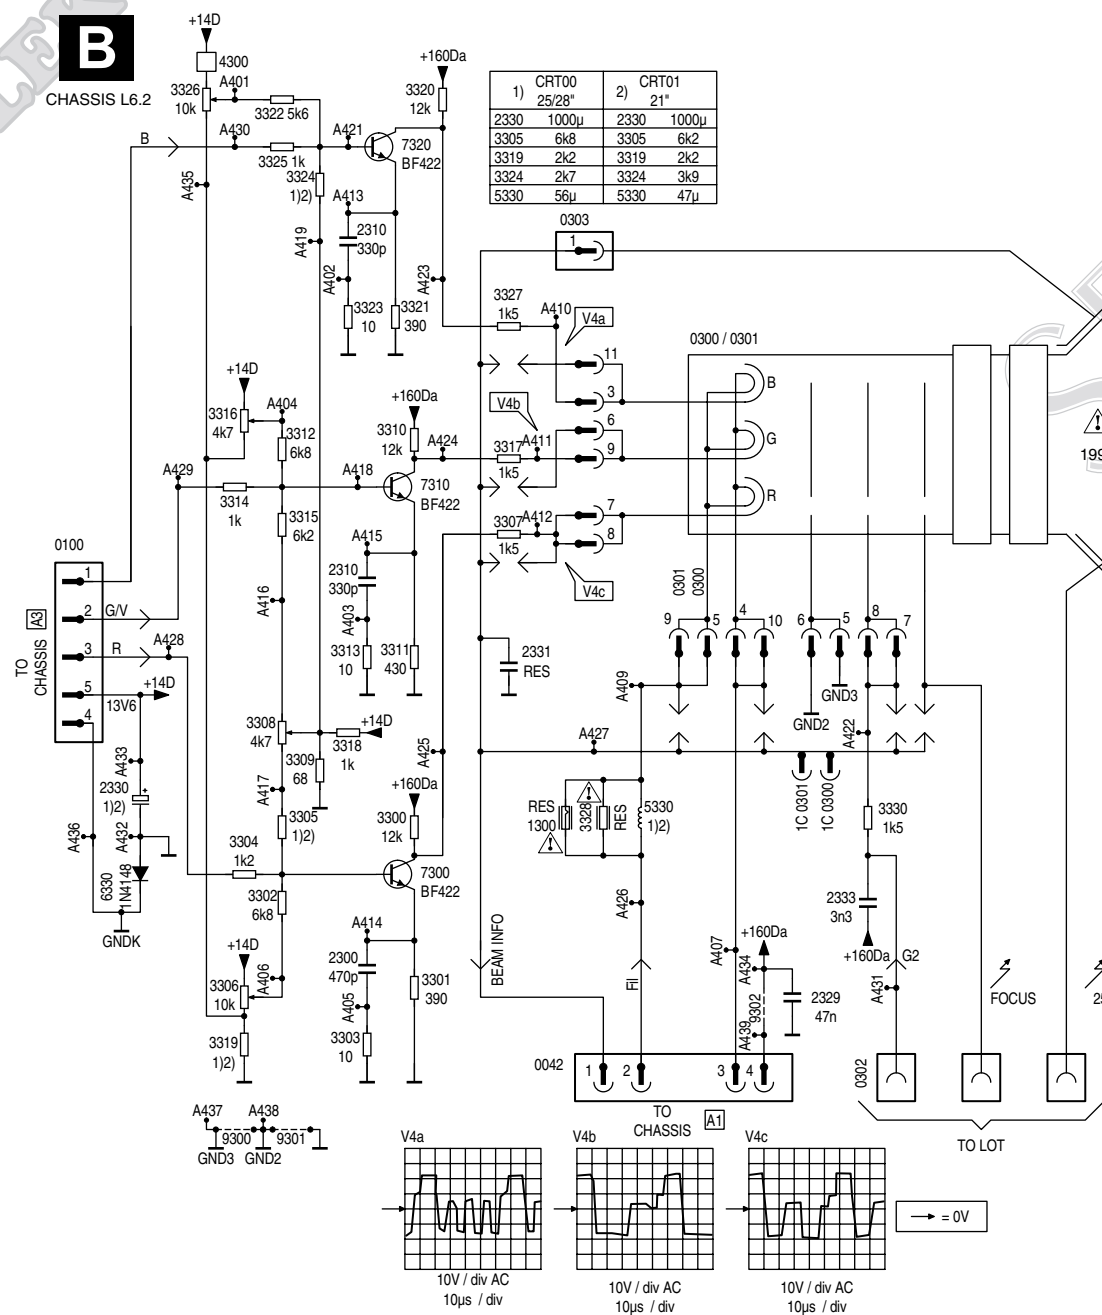 B
CHASSIS L6.2
+14D
4300
A401
3326
10k
3322 5k6
A430
B
3325 1k
3324
1)2)
A421
7320
BF422
+160Da
3320
12k
A435
A419
A413
2310
330p
A402
A423
3323
10
3321
390
1) CRT00 25/28" 2) CRT01 21"
2330 1000µ 2330 1000µ
3305 6k8 3305 6k2
3319 2k2 3319 2k2
3324 2k7 3324 3k9
5330 56µ 5330 47µ
0303
1
3327
1k5
A410
V4a
11
3
0300 / 0301
B
G
R
199
+14D
3316
4k7
A404
3312
6k8
+160Da
3310
12k
A424
V4b
3317
1k5
A411
6
9
A429
3314
1k
A418
7310
BF422
3315
6k2
3307
1k5
A412
7
8
V4c
A415
2310
330p
A403
3313
10
3311
430
A416
0100
1
2
3
5
4
TO CHASSIS A3
G/V
R
A428
+14D
13V6
2331
RES
0301
0300
9
5
4
10
6
5
8
7
GND3
GND2
A409
A422
A427
1C 0301
1C 0300
3308
4k7
+14D
3318
1k
3309
68
A425
A433
2330
1)2)
+
A417
3305
1)2)
+160Da
3300
12k
RES
1300
3328
RES
5330
1)2)
3330
1k5
A436
A432
6330
1N4148
GNDK
3304
1k2
3302
6k8
7300
BF422
A426
2333
3n3
+160Da
G2
A431
+14D
3306
10k
A406
A414
2300
470p
A405
3301
390
3303
10
3319
1)2)
BEAM INFO
Fil
A407
+160Da
A434
9302
A439
2329
47n
FOCUS
25
0042
1
2
3
4
TO
CHASSIS A1
0302
TO LOT
A437
A438
9300
9301
GND3
GND2
V4a
V4b
V4c
= 0V
10V / div AC
10µs / div
10V / div AC
10µs / div
10V / div AC
10µs / div